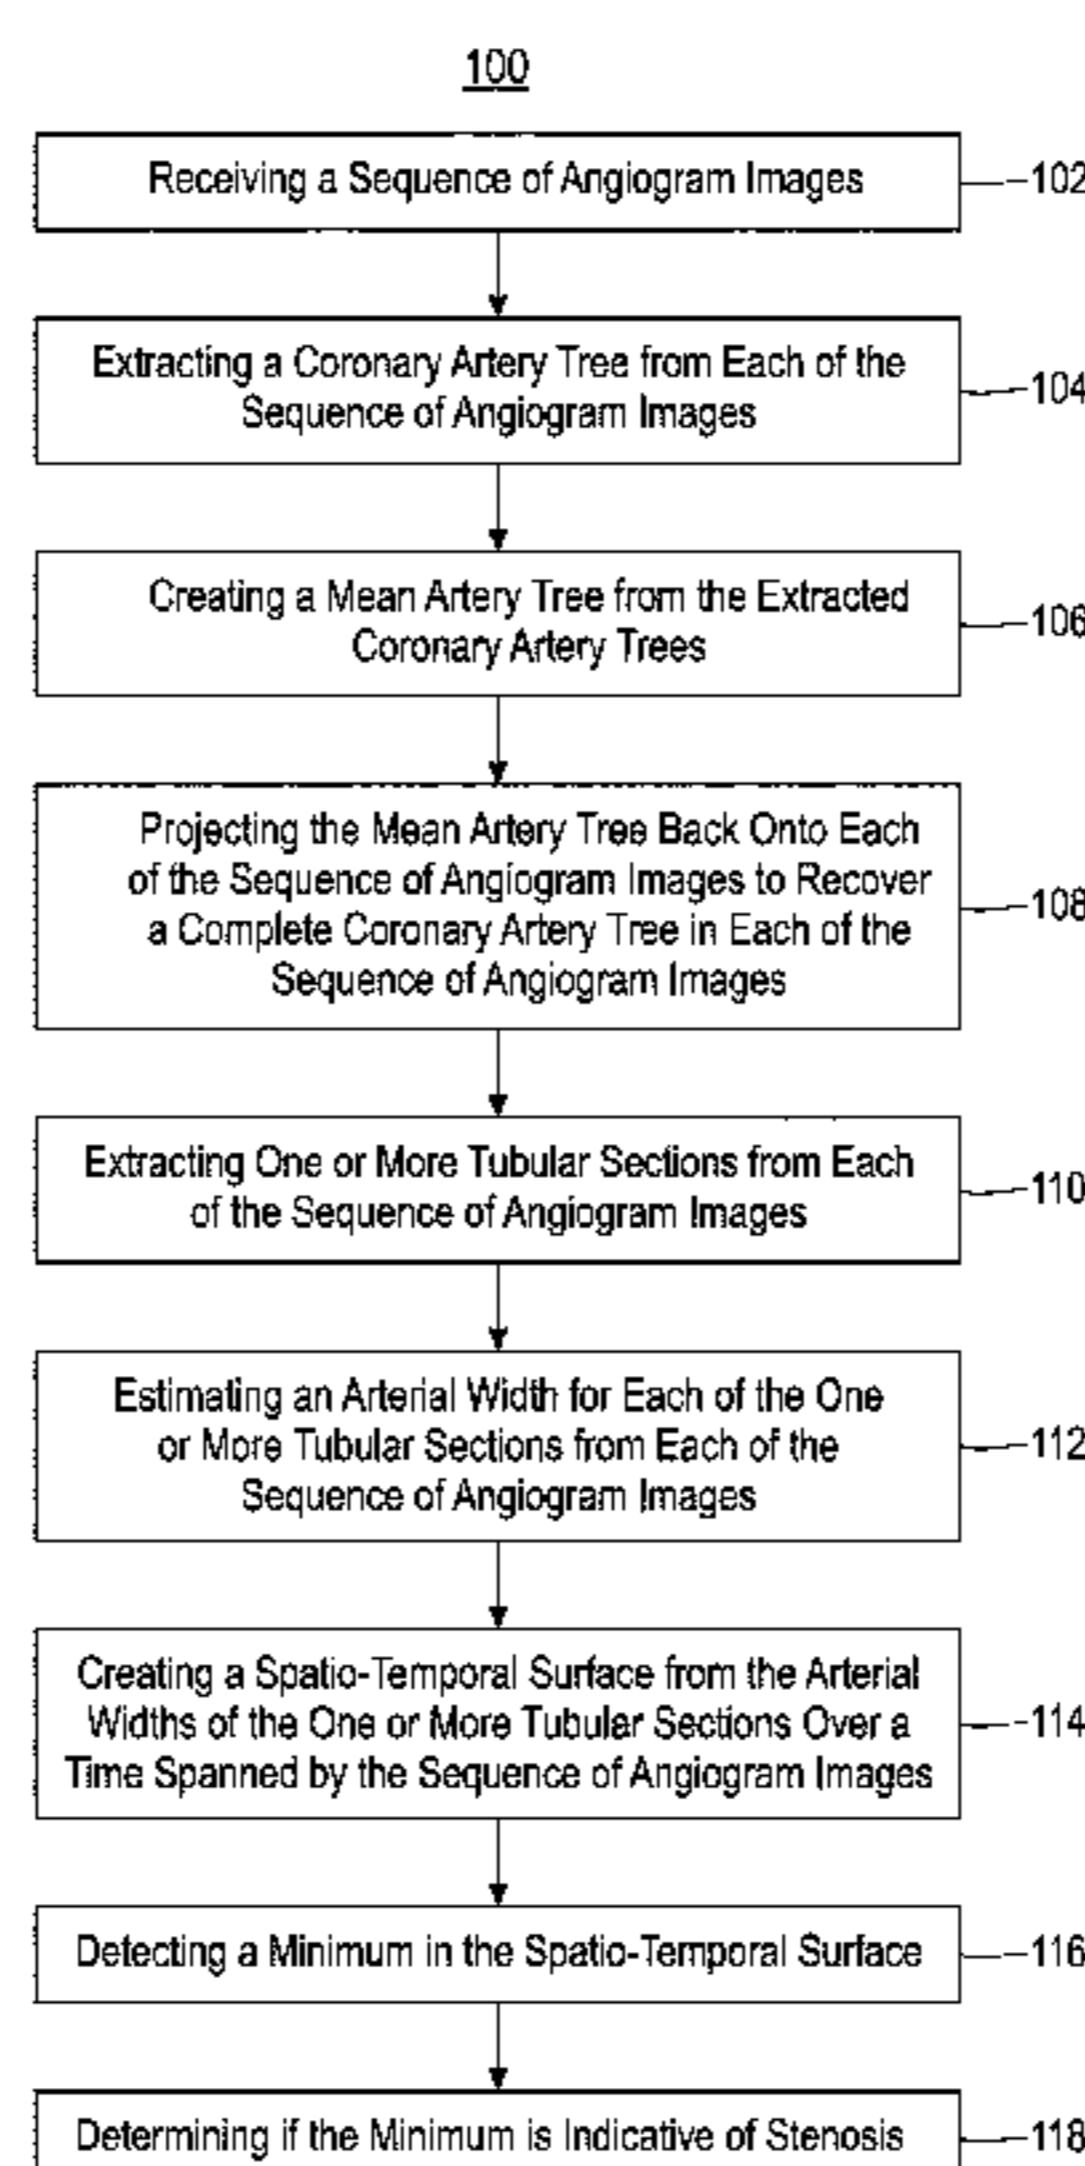 100
Receiving a Sequence of Angiogram Images
102
Extracting a Coronary Artery Tree from Each of the
Sequence of Angiogram Images
104
Creating a Mean Artery Tree from the Extracted
Coronary Artery Trees
106
Projecting the Mean Artery Tree Back Onto Each
of the Sequence of Angiogram Images to Recover
a Complete Coronary Artery Tree in Each of the
Sequence of Angiogram Images
108
Extracting One or More Tubular Sections from Each
of the Sequence of Angiogram Images
110
Estimating an Arterial Width for Each of the One
or More Tubular Sections from Each of the
Sequence of Angiogram Images
112
Creating a Spatio-Temporal Surface from the Arterial
Widths of the One or More Tubular Sections Over a
Time Spanned by the Sequence of Angiogram Images
114
Detecting a Minimum in the Spatio-Temporal Surface
116
Determining if the Minimum is Indicative of Stenosis
118